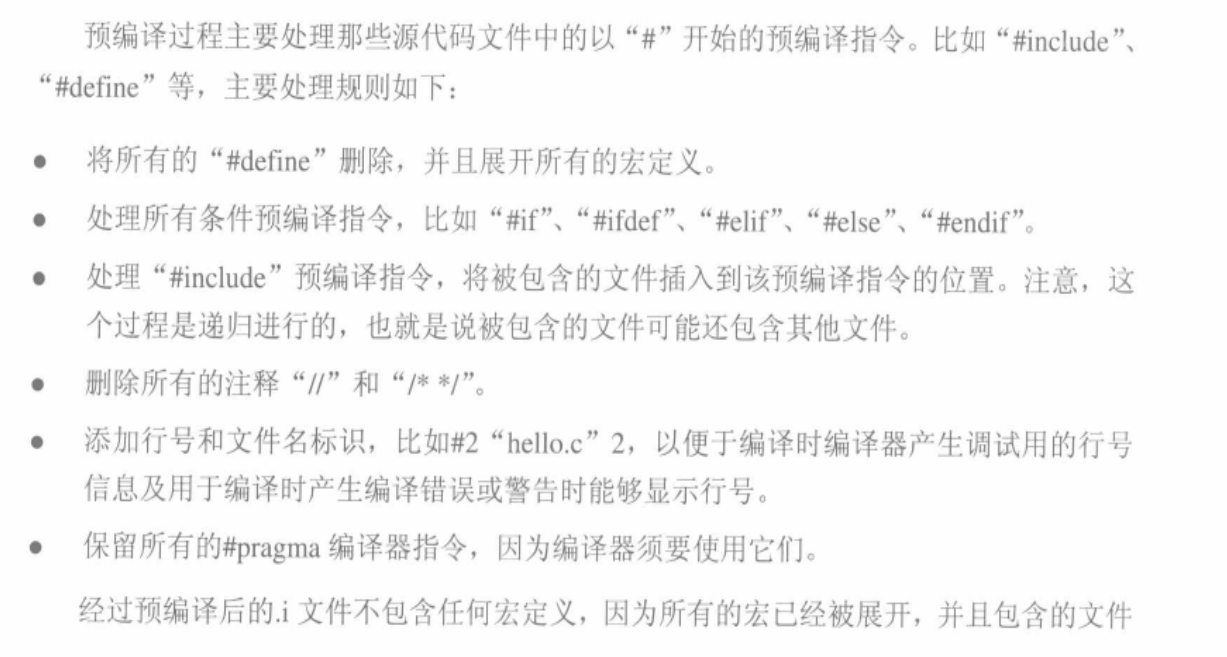 预编译过程主要处理那些源代码文件中的以“#”开始的预编译指令。比如“#include”、
“#define”等，主要处理规则如下：
● 将所有的“#define”删除，并且展开所有的宏定义。
● 处理所有条件预编译指令，比如“#if”、“#ifdef”、“#elif”、“#else”、“#endif”。
● 处理“#include”预编译指令，将被包含的文件插入到该预编译指令的位置。注意，这
个过程是递归进行的，也就是说被包含的文件可能还包含其他文件。
● 删除所有的注释“//”和“/* */”。
● 添加行号和文件名标识，比如#2“hello.c”2，以便于编译时编译器产生调试用的行号
信息及用于编译时产生编译错误或警告时能够显示行号。
● 保留所有的#pragma 编译器指令，因为编译器须要使用它们。
经过预编译后的.i 文件不包含任何宏定义，因为所有的宏已经被展开，并且包含的文件